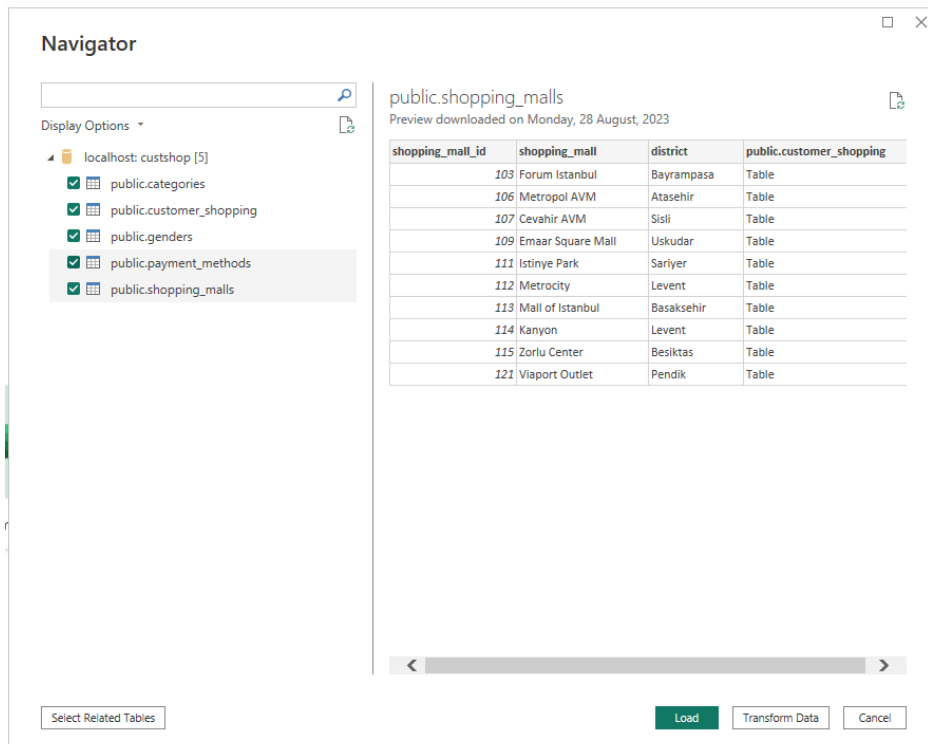 Navigator
Display Options
localhost: custshop [5]
public.categories
public.customer_shopping
public.genders
public.payment_methods
public.shopping_malls
public.shopping_malls
Preview downloaded on Monday, 28 August, 2023
shopping_mall_id shopping_mall district public.customer_shopping
103 Forum Istanbul Bayrampasa Table
106 Metropol AVM Atasehir Table
107 Cevahir AVM Sisli Table
109 Emaar Square Mall Uskudar Table
111 Istinye Park Sariyer Table
112 Metrocity Levent Table
113 Mall of Istanbul Basaksehir Table
114 Kanyon Levent Table
115 Zorlu Center Besiktas Table
121 Viaport Outlet Pendik Table
Select Related Tables Load Transform Data Cancel